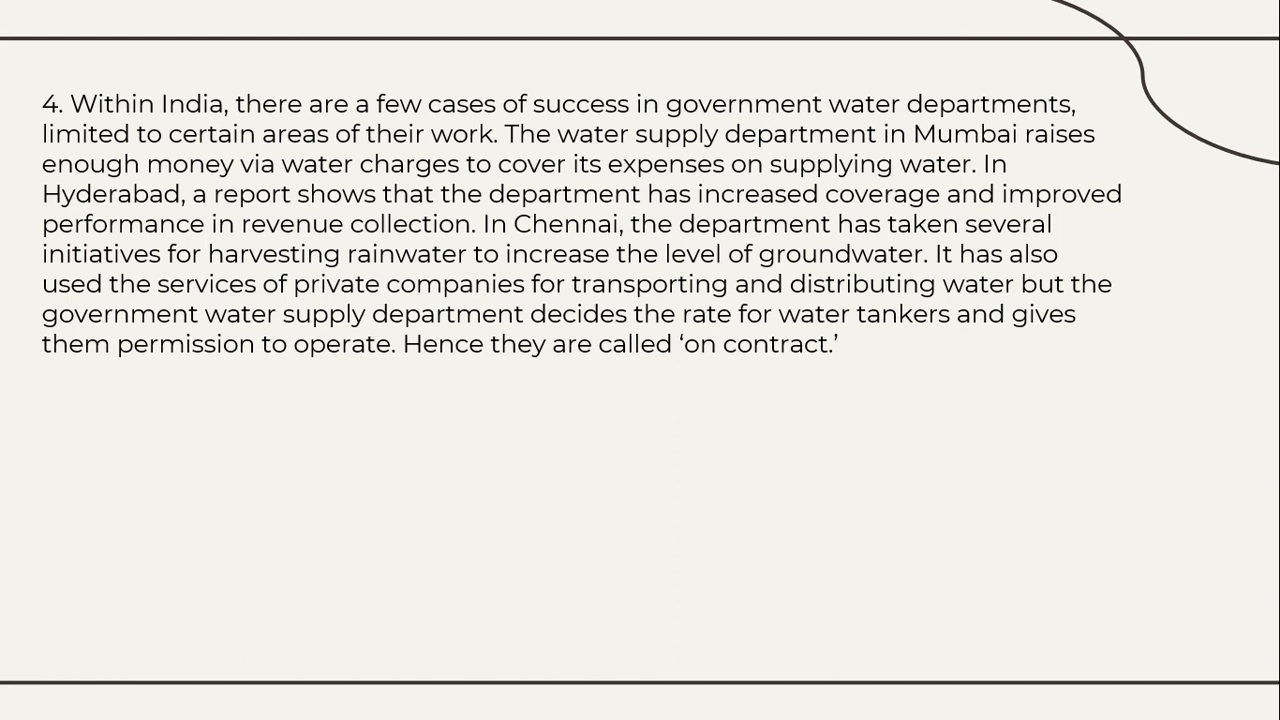 4. Within India, there are a few cases of success in government water departments,
limited to certain areas of their work. The water supply department in Mumbai raises
enough money via water charges to cover its expenses on supplying water. In
Hyderabad, a report shows that the department has increased coverage and improved
performance in revenue collection. In Chennai, the department has taken several
initiatives for harvesting rainwater to increase the level of groundwater. It has also
used the services of private companies for transporting and distributing water but the
government water supply department decides the rate for water tankers and gives
them permission to operate. Hence they are called ‘on contract.’